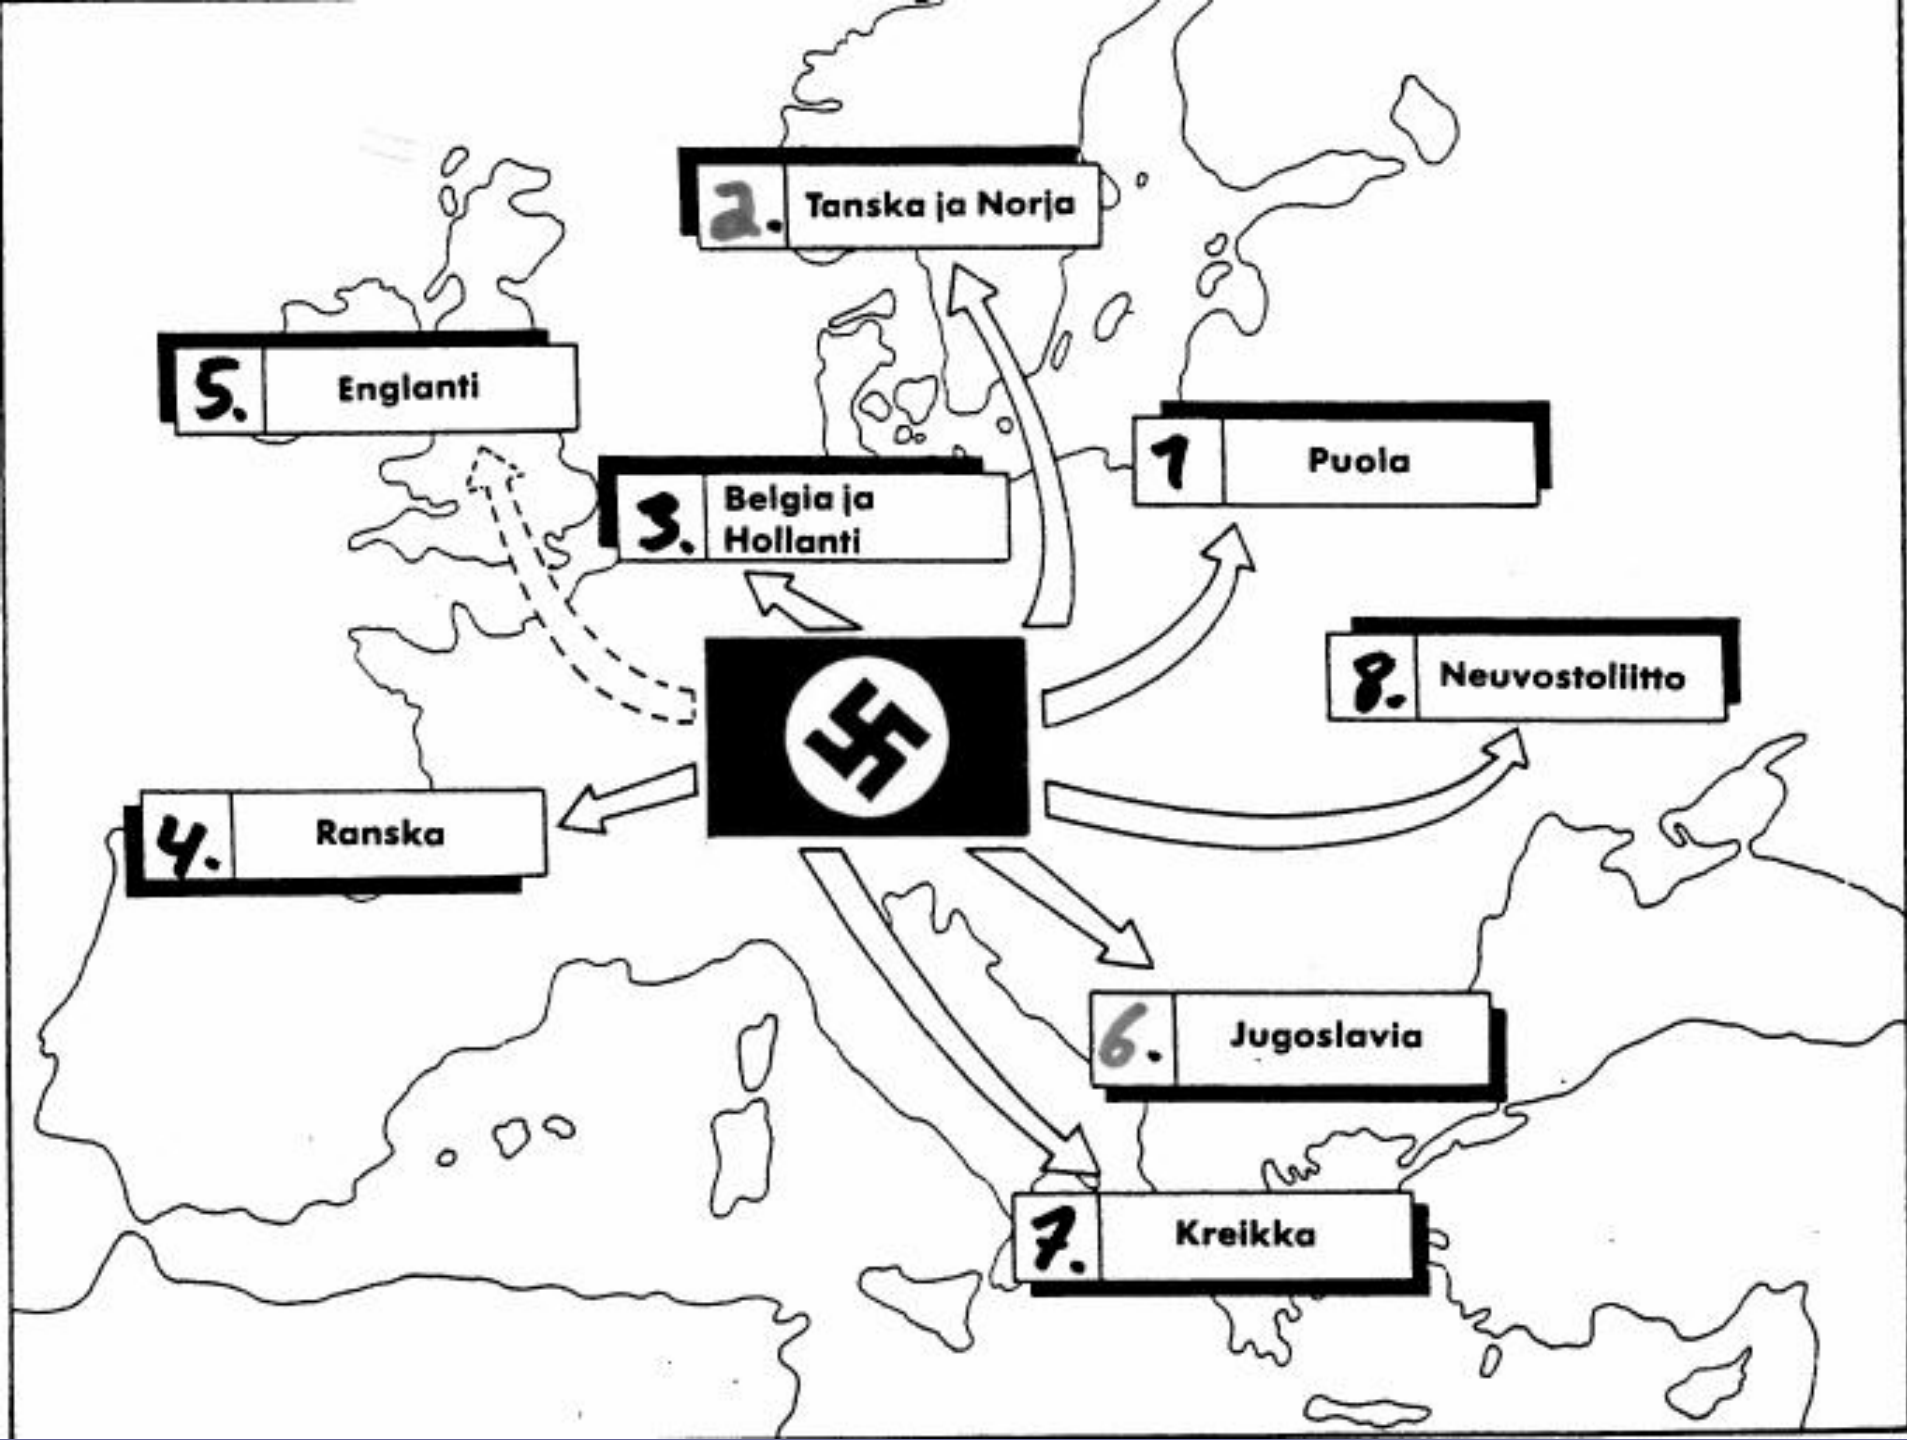 2. Tanska ja Norja
5. Englanti
1 Puola
3. Belgia ja
Hollanti
8. Neuvostoliitto
4. Ranska
6. Jugoslavia
7. Kreikka